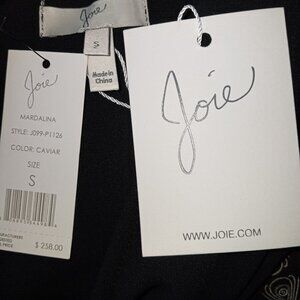 Joie
S
Made in
China
Joie
MARDALINA
STYLE: J099-P1126
COLOR: CAVIAR
SIZE
S
$ 258.00
Joie
WWW.JOIE.COM